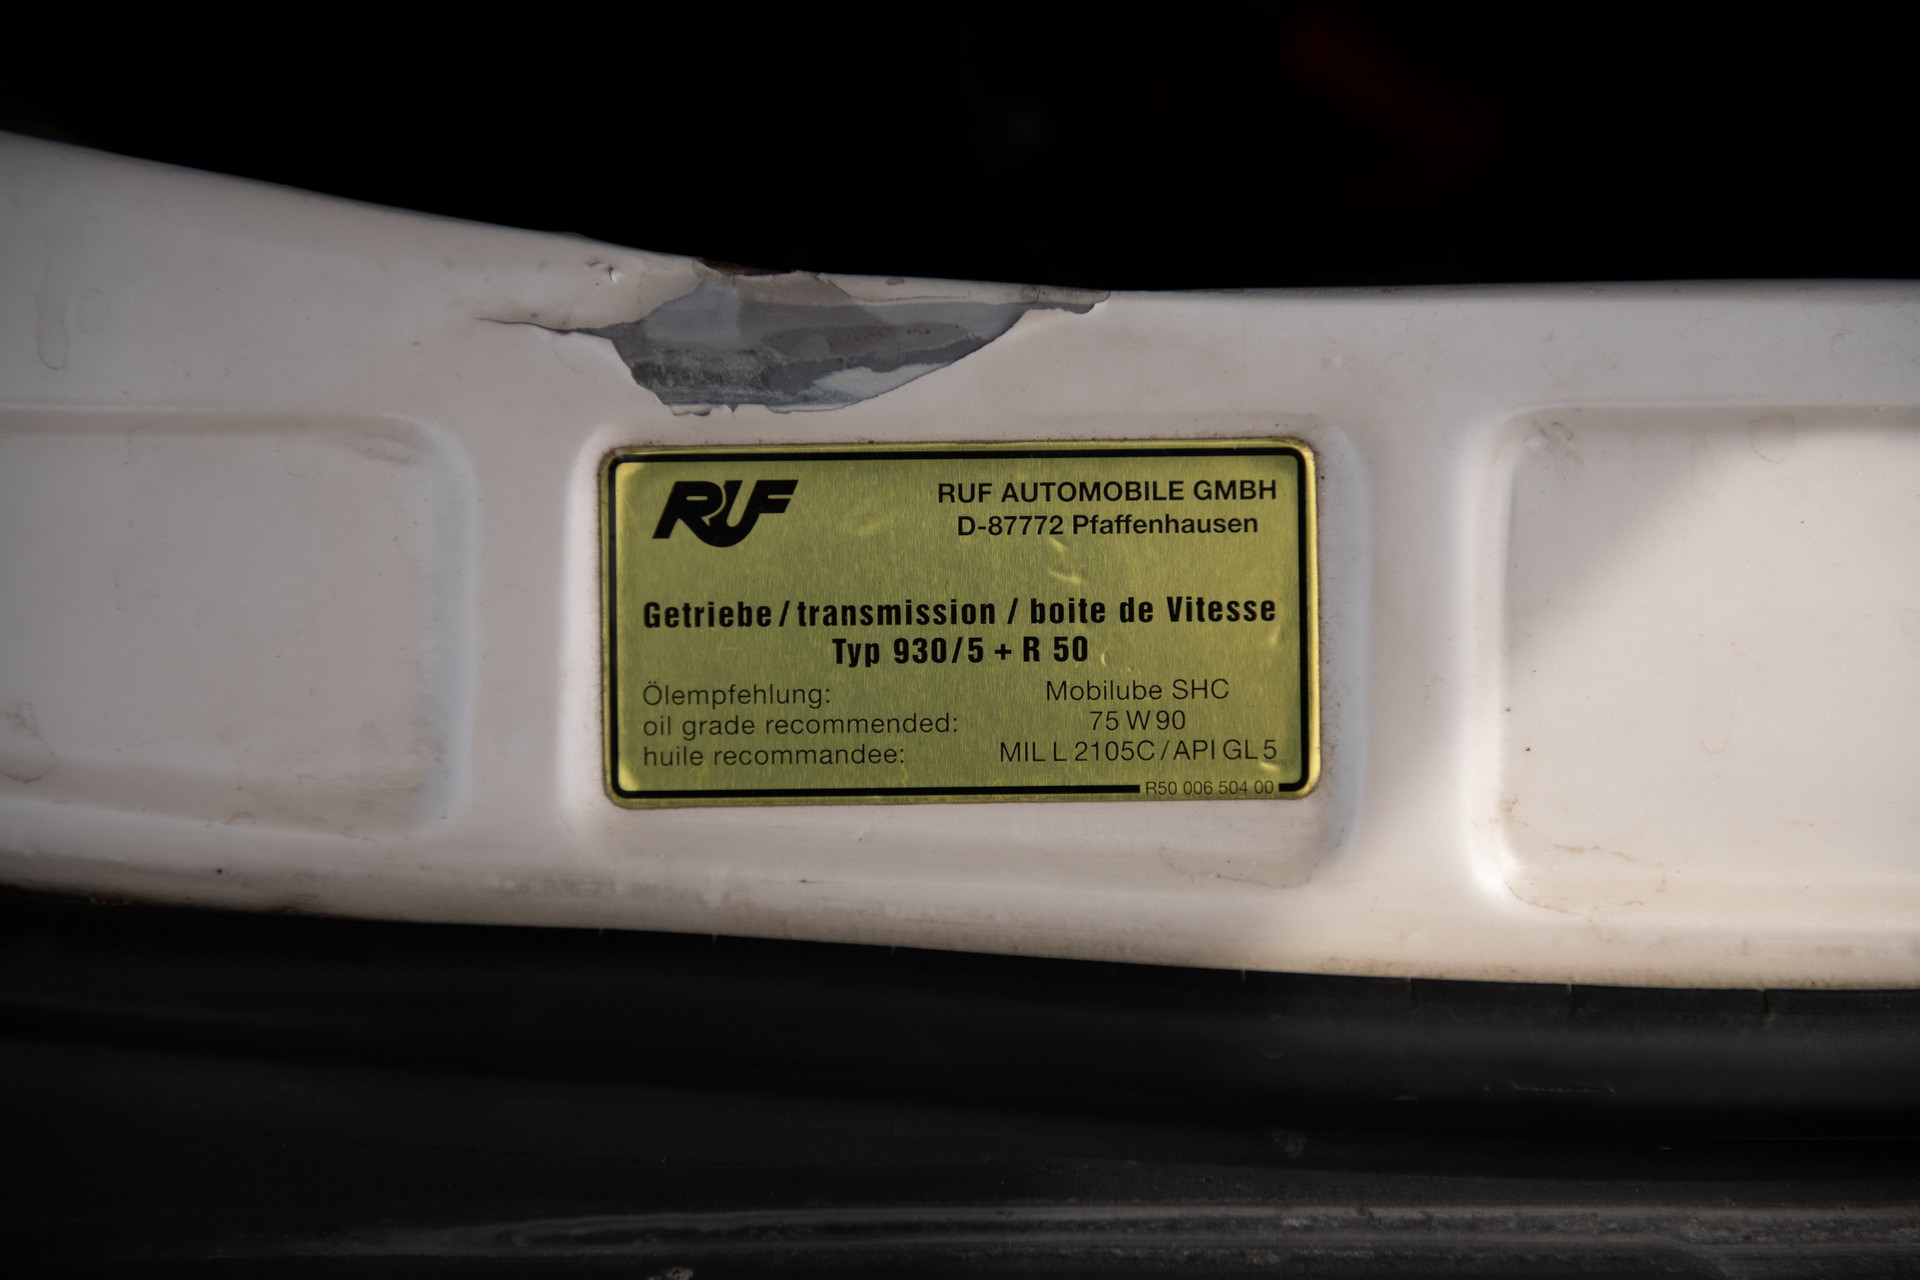 RUF
RUF AUTOMOBILE GMBH
D-87772 Pfaffenhausen
Getriebe/transmission / boite de Vitesse
Typ 930/5 + R 50
Ölempfehlung: Mobilube SHC
oil grade recommended: 75 W 90
huile recommandee: MIL L 2105C / API GL 5
R50 006 504 00